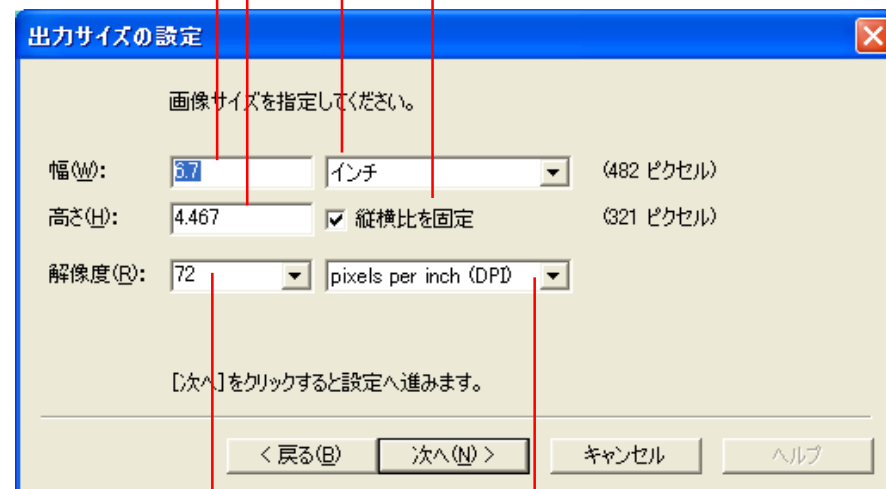 出力サイズの設定
画像サイズを指定してください。
幅(W): 6.7 インチ (482 ピクセル)
高さ(H): 4.467 縦横比を固定 (321 ピクセル)
解像度(R): 72 pixels per inch (DPI)
[次へ]をクリックすると設定へ進みます。
< 戻る(B) 次へ(N) > キャンセル ヘルプ